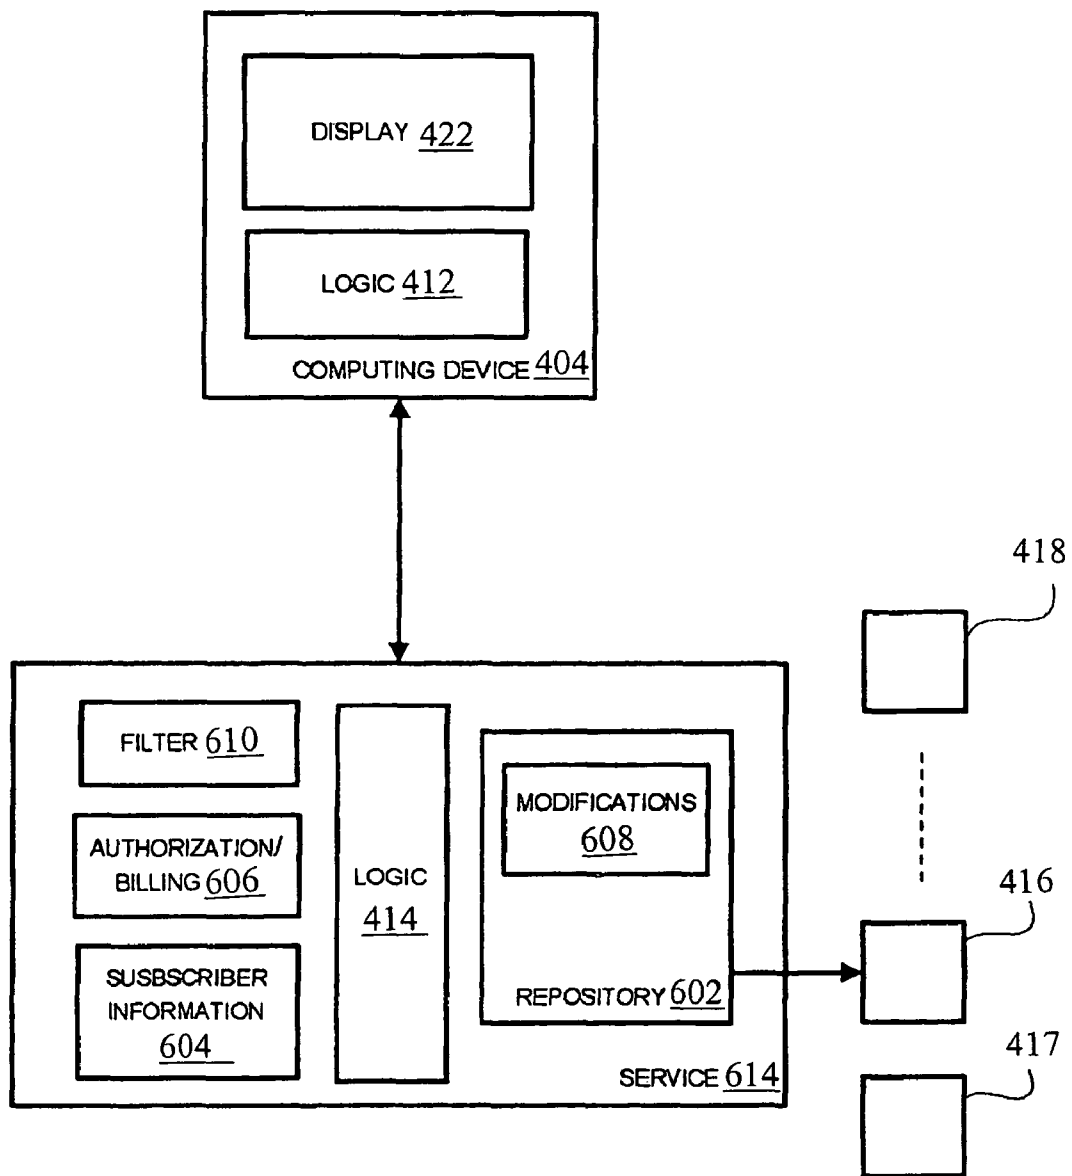 DISPLAY 422
LOGIC 412
COMPUTING DEVICE 404
418
FILTER 610
AUTHORIZATION/
BILLING 606
SUSBSCRIBER
INFORMATION
604
LOGIC
414
MODIFICATIONS
608
REPOSITORY 602
SERVICE 614
416
417